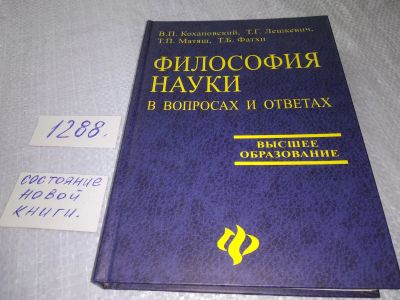 В.П. Кохановский, Т.Г. Лешкевич,
Т.П. Матяш, Т.Б. Фатхи
ФИЛОСОФИЯ
НАУКИ
В ВОПРОСАХ И ОТВЕТАХ
ВЫСШЕЕ
ОБРАЗОВАНИЕ
1288.
состояние
новой
книги.